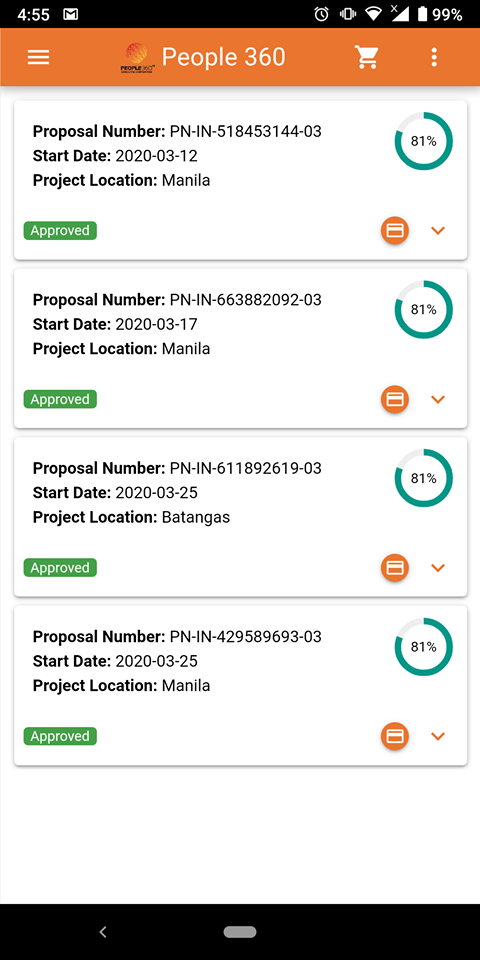 4:55
99%
PEOPLE360
People 360
Proposal Number: PN-IN-518453144-03
81%
Start Date: 2020-03-12
Project Location: Manila
Approved
Proposal Number: PN-IN-663882092-03
81%
Start Date: 2020-03-17
Project Location: Manila
Approved
Proposal Number: PN-IN-611892619-03
81%
Start Date: 2020-03-25
Project Location: Batangas
Approved
Proposal Number: PN-IN-429589693-03
81%
Start Date: 2020-03-25
Project Location: Manila
Approved